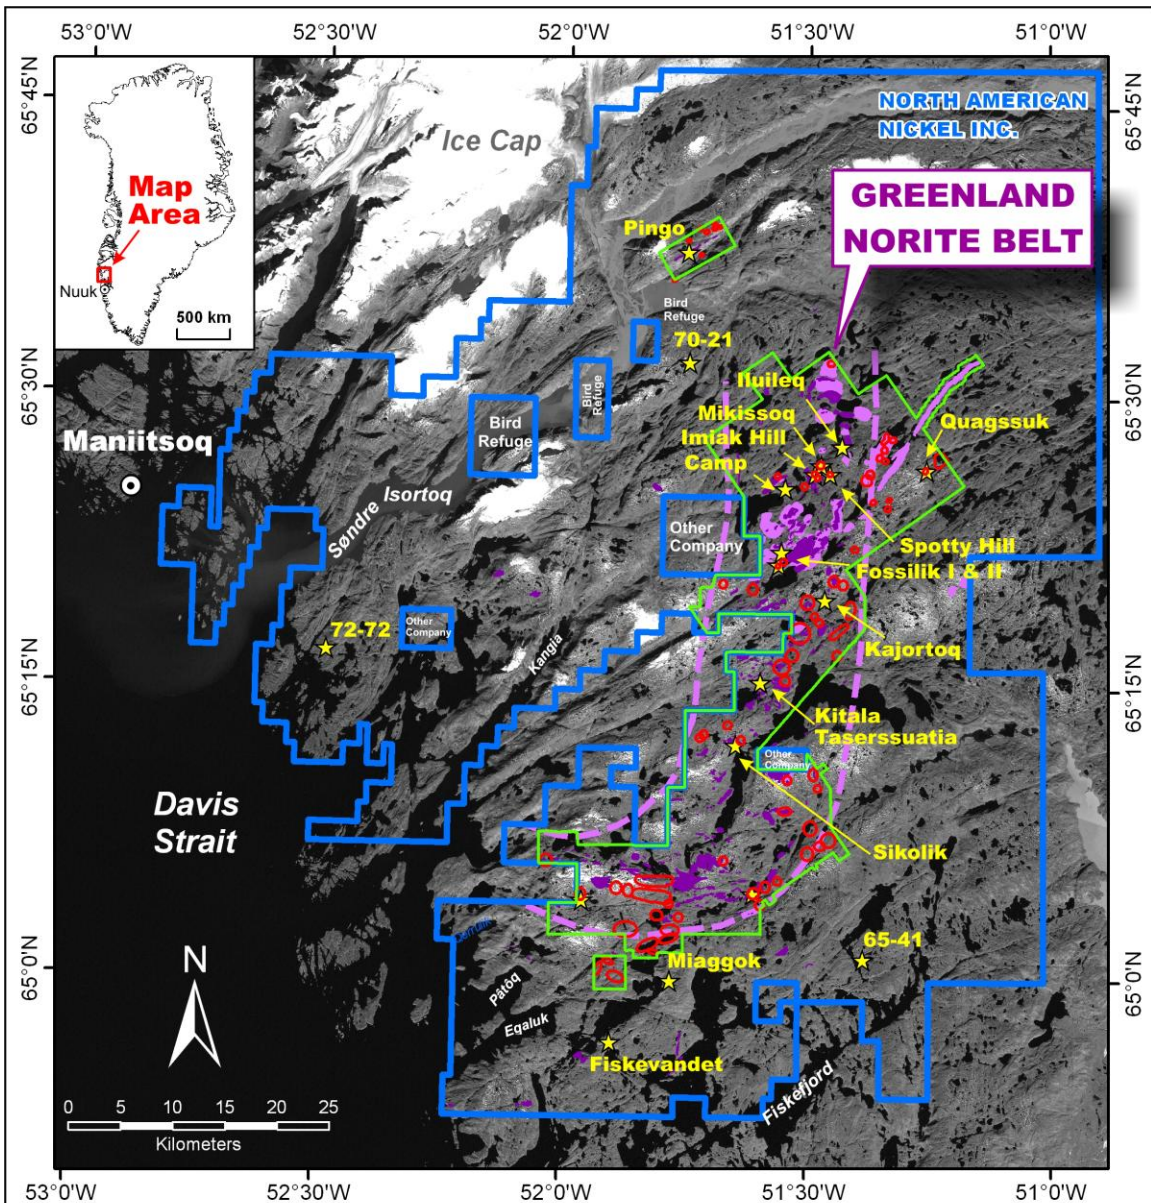 53°0'W 52°30'W 52°0'W 51°30'W 51°0'W
65°45'N
65°45'N
NORTH AMERICAN
NICKEL INC.
Ice Cap
Map
Area
Nuuk
500 km
GREENLAND
NORITE BELT
Pingo
Bird
Refuge
70-21
65°30'N
65°30'N
Iluileq
Mikissoq
Imiak Hill
Camp
Quagssuk
Bird
Refuge
Bird
Refuge
Maniitsoq
Søndre
Isortoq
Other
Company
Spotty Hill
Fossilik I & II
72-72
Other
Company
Kangia
Kajortoq
65°15'N
65°15'N
Kitala
Taserssuatia
Other
Company
Davis
Strait
Sikolik
65-41
65°0'N
65°0'N
N
Miaggok
Pâtôq
Eqaluk
Fiskevandet
Fiskefjord
0 5 10 15 20 25
Kilometers
53°0'W 52°30'W 52°0'W 51°30'W 51°0'W